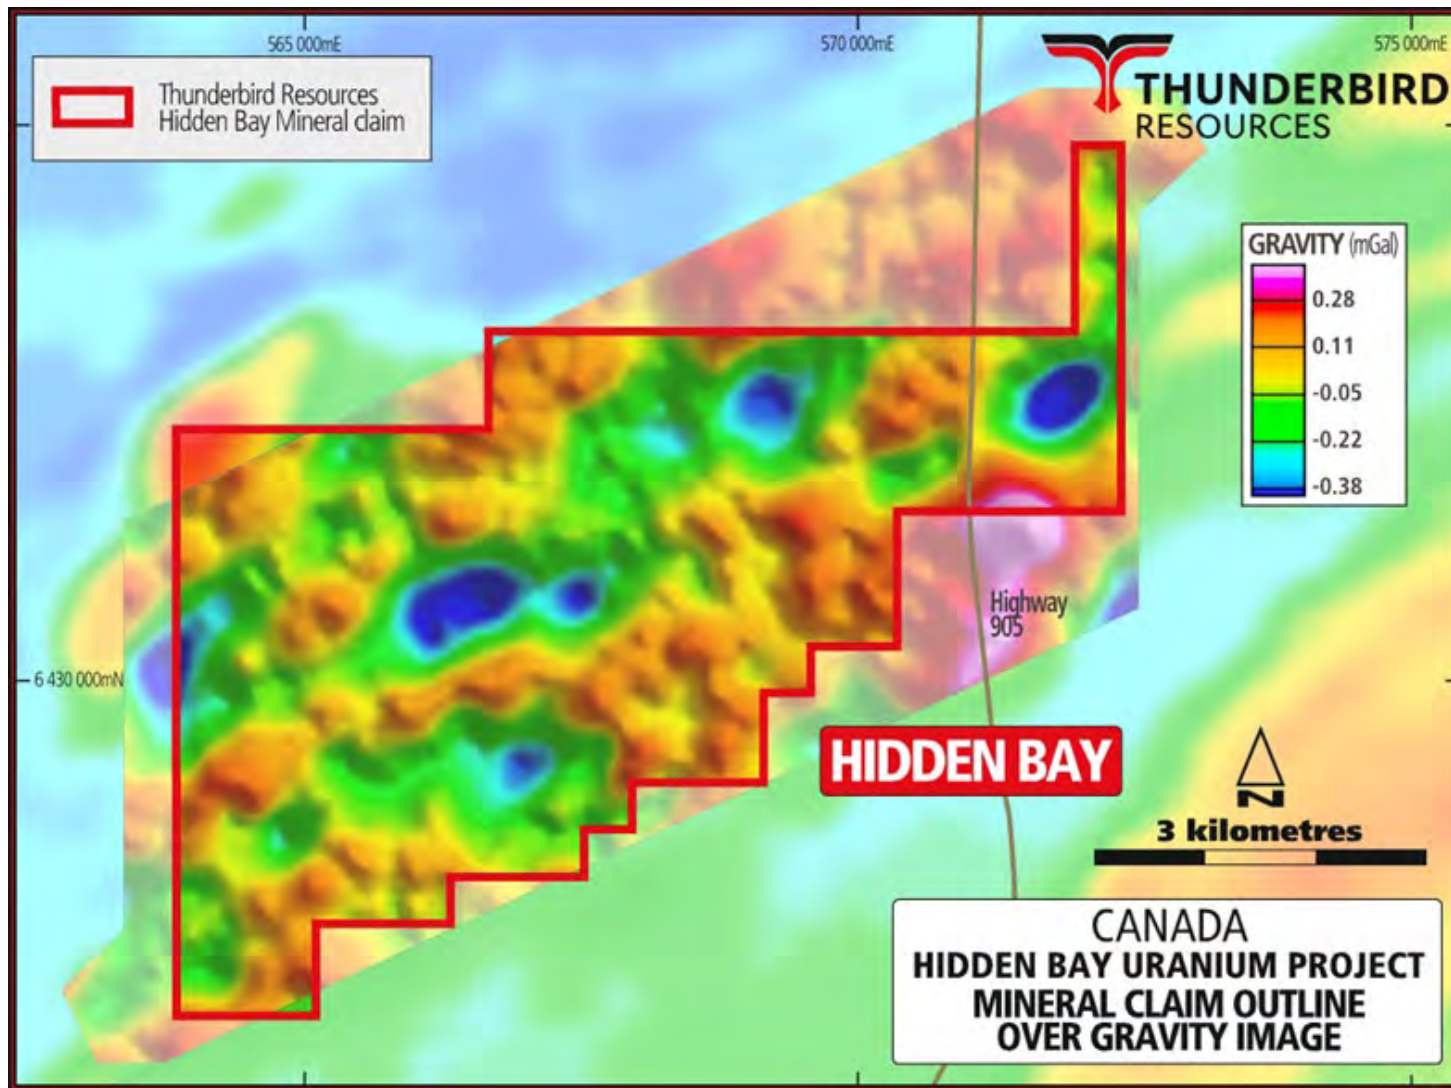 565 000mE
570 000mE
575 000mE
Thunderbird Resources
Hidden Bay Mineral claim
THUNDERBIRD
RESOURCES
GRAVITY (mGal)
0.28
0.11
-0.05
-0.22
-0.38
Highway
905
6 430 000mN
HIDDEN BAY
N
3 kilometres
CANADA
HIDDEN BAY URANIUM PROJECT
MINERAL CLAIM OUTLINE
OVER GRAVITY IMAGE